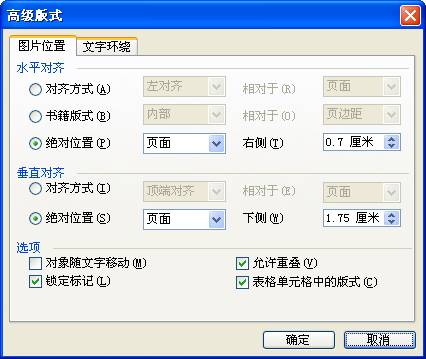 高级版式
图片位置 文字环绕
水平对齐
对齐方式(A) 左对齐 相对于(R) 页面
书籍版式(B) 内部 相对于(O) 页边距
绝对位置(P) 页面 右侧(T) 0.7 厘米
垂直对齐
对齐方式(I) 顶端对齐 相对于(E) 页面
绝对位置(S) 页面 下侧(W) 1.75 厘米
选项
对象随文字移动(M) 允许重叠(V)
锁定标记(L) 表格单元格中的版式(C)
确定 取消